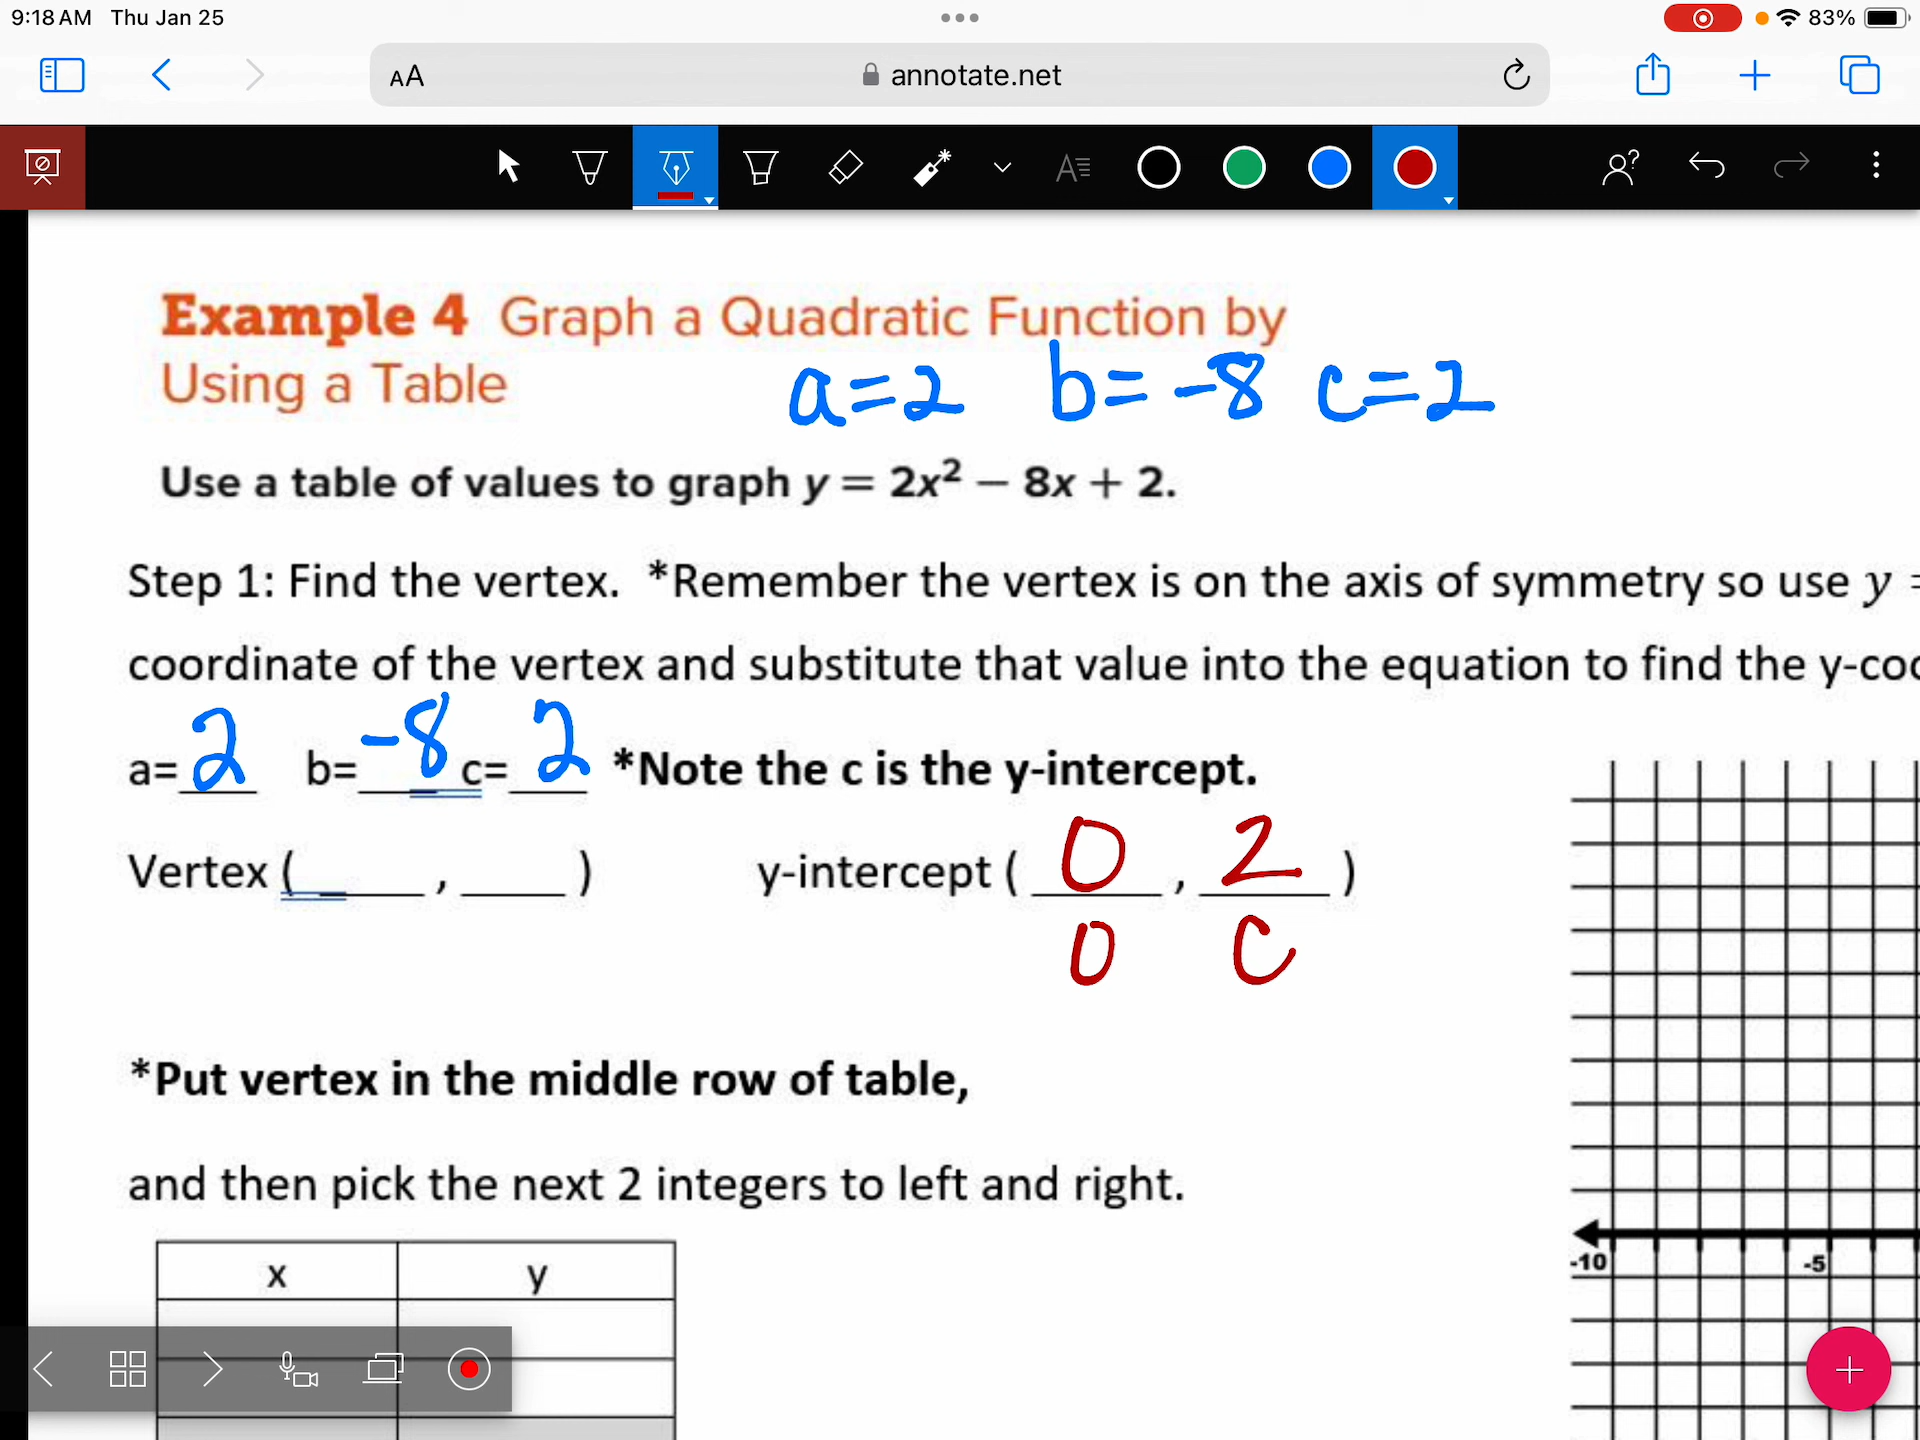 9:18 AM Thu Jan 25
83%
AA annotate.net
Example 4 Graph a Quadratic Function by
Using a Table
a=2 b=-8 c=2
Use a table of values to graph y = 2x² − 8x + 2.
Step 1: Find the vertex. *Remember the vertex is on the axis of symmetry so use y =
coordinate of the vertex and substitute that value into the equation to find the y-coo
a= 2 b= -8 c= 2 *Note the c is the y-intercept.
Vertex (____ , ____ ) y-intercept ( 0 , 2 )
0 C
*Put vertex in the middle row of table,
and then pick the next 2 integers to left and right.
x y
-10 -5